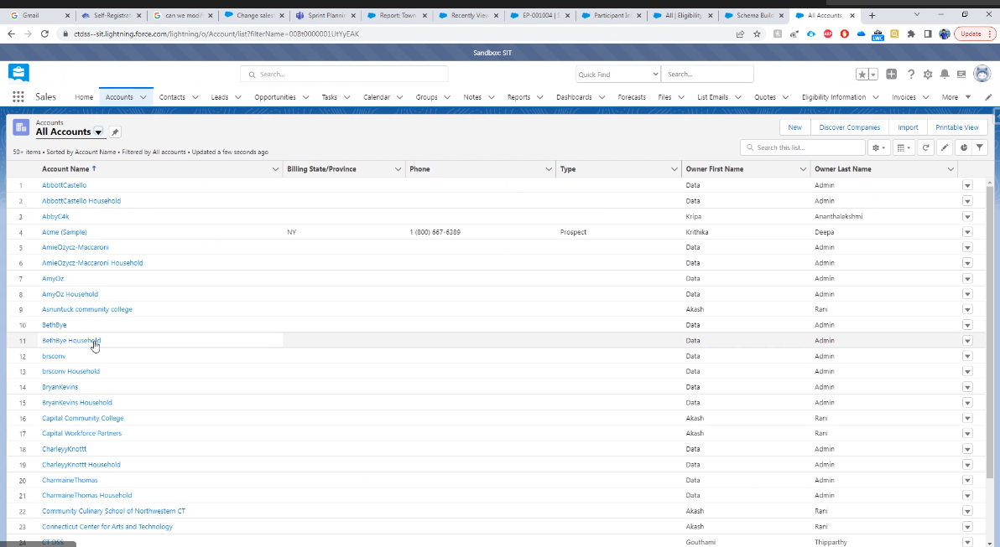 Gmail Self-Registrat can we modif Change sales Sprint Plannin Report: Town Recently View EP-001004 | S Participant In All | Eligibility Schema Builde All Accounts
ctdss--sit.lightning.force.com/lightning/o/Account/list?filterName=00Bt0000001UtYyEAK Update
Sandbox: SIT
Search... Quick Find Search...
Sales Home Accounts Contacts Leads Opportunities Tasks Calendar Groups Notes Reports Dashboards Forecasts Files List Emails Quotes Eligibility Information Invoices More
Accounts
All Accounts New Discover Companies Import Printable View
50+ items • Sorted by Account Name • Filtered by All accounts • Updated a few seconds ago Search this list...
Account Name ↑ Billing State/Province Phone Type Owner First Name Owner Last Name
1 AbbottCastello Data Admin
2 AbbottCastello Household Data Admin
3 AbbyC4k Kripa Ananthalekshmi
4 Acme (Sample) NY 1 (800) 667-6389 Prospect Krithika Deepa
5 AmieOzycz-Maccaroni Data Admin
6 AmieOzycz-Maccaroni Household Data Admin
7 AmyOz Data Admin
8 AmyOz Household Data Admin
9 Asnuntuck community college Akash Rani
10 BethBye Data Admin
11 BethBye Household Data Admin
12 brsconv Data Admin
13 brsconv Household Data Admin
14 BryanKevins Data Admin
15 BryanKevins Household Data Admin
16 Capital Community College Akash Rani
17 Capital Workforce Partners Akash Rani
18 CharleyyKnottt Data Admin
19 CharleyyKnottt Household Data Admin
20 CharmaineThomas Data Admin
21 CharmaineThomas Household Data Admin
22 Community Culinary School of Northwestern CT Akash Rani
23 Connecticut Center for Arts and Technology Akash Rani
24 CT DSS Gouthami Thipparthy